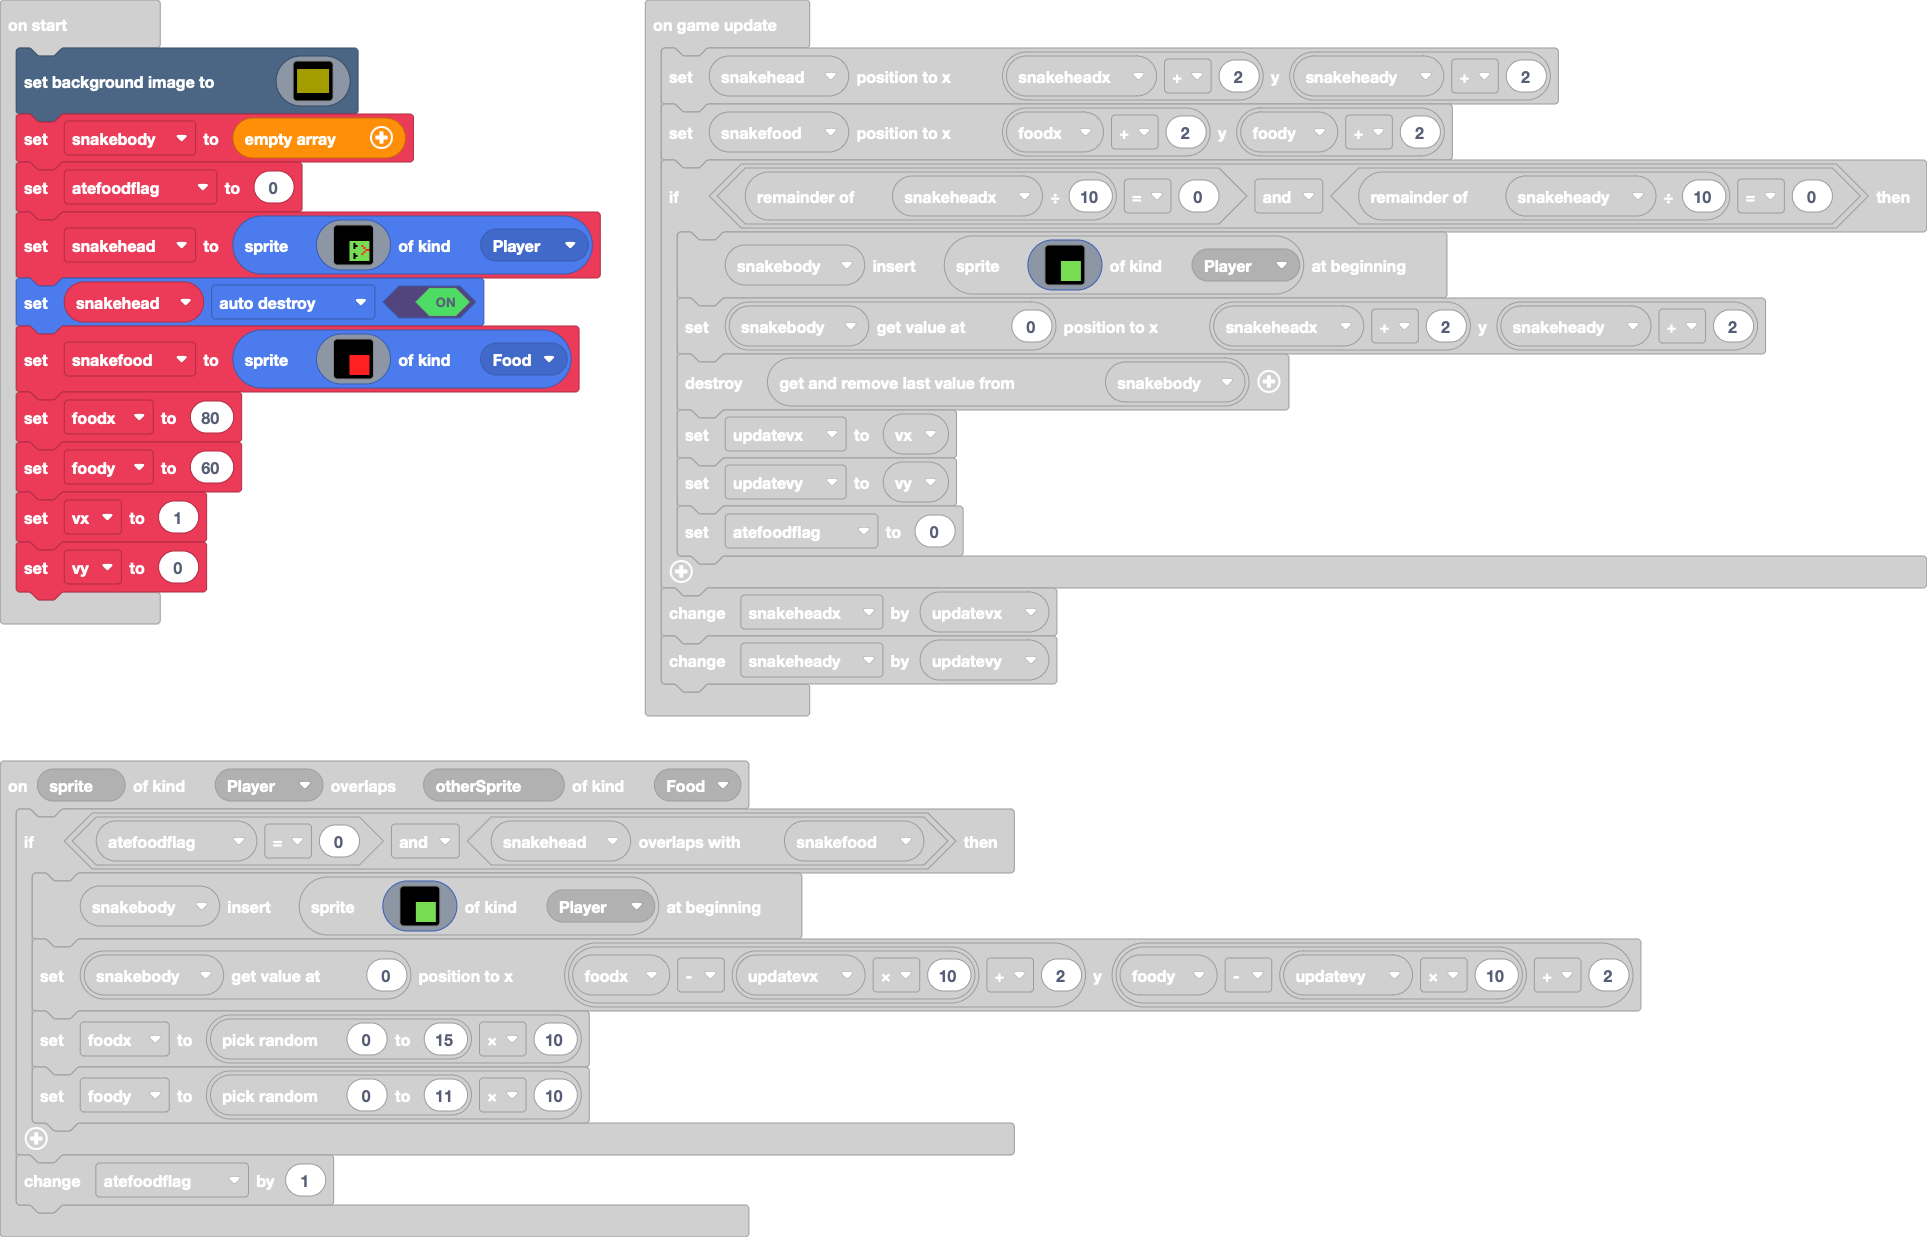 on start
set background image to
set snakebody to empty array
set atefoodflag to 0
set snakehead to sprite of kind Player
set snakehead auto destroy ON
set snakefood to sprite of kind Food
set foodx to 80
set foody to 60
set vx to 1
set vy to 0
on game update
set snakehead position to x snakeheadx + 2 y snakeheady + 2
set snakefood position to x foodx + 2 y foody + 2
if remainder of snakeheadx ÷ 10 = 0 and remainder of snakeheady ÷ 10 = 0 then
snakebody insert sprite of kind Player at beginning
set snakebody get value at 0 position to x snakeheadx + 2 y snakeheady + 2
destroy get and remove last value from snakebody
set updatevx to vx
set updatevy to vy
set atefoodflag to 0
change snakeheadx by updatevx
change snakeheady by updatevy
on sprite of kind Player overlaps otherSprite of kind Food
if atefoodflag = 0 and snakehead overlaps with snakefood then
snakebody insert sprite of kind Player at beginning
set snakebody get value at 0 position to x foodx - updatevx × 10 + 2 y foody - updatevy × 10 + 2
set foodx to pick random 0 to 15 × 10
set foody to pick random 0 to 11 × 10
change atefoodflag by 1